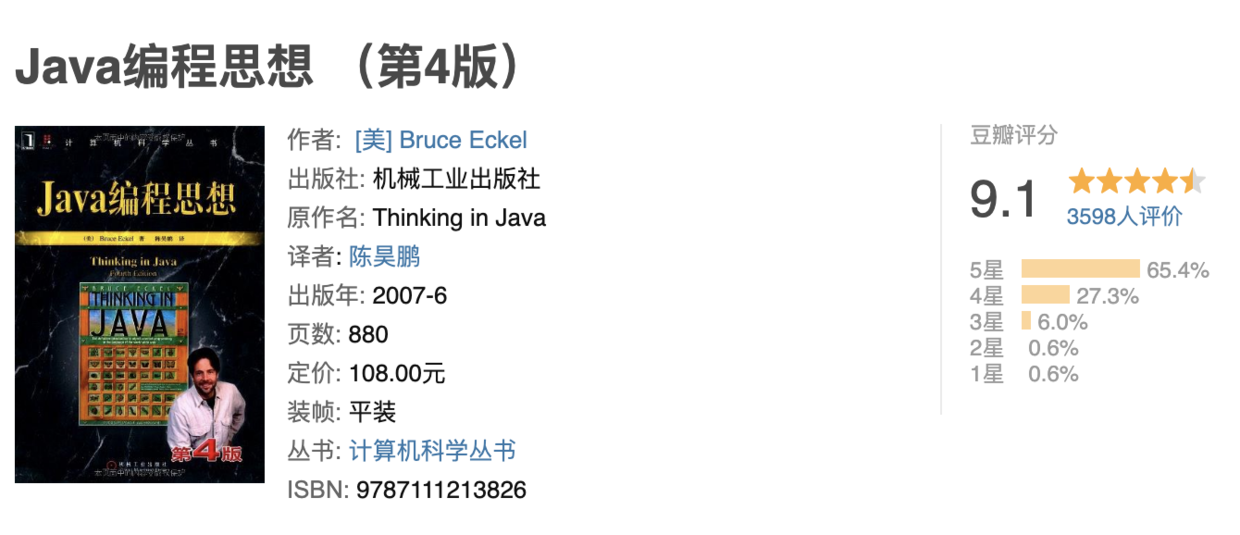 Java编程思想 （第4版）
计 算 机 科 学 丛 书
Java编程思想
（美） Bruce Eckel 著 陈昊鹏 译
Thinking in Java
Fourth Edition
BRUCE ECKEL
THINKING IN
JAVA
第4版
机械工业出版社
作者: [美] Bruce Eckel
出版社: 机械工业出版社
原作名: Thinking in Java
译者: 陈昊鹏
出版年: 2007-6
页数: 880
定价: 108.00元
装帧: 平装
丛书: 计算机科学丛书
ISBN: 9787111213826
豆瓣评分
9.1
3598人评价
5星 65.4%
4星 27.3%
3星 6.0%
2星 0.6%
1星 0.6%